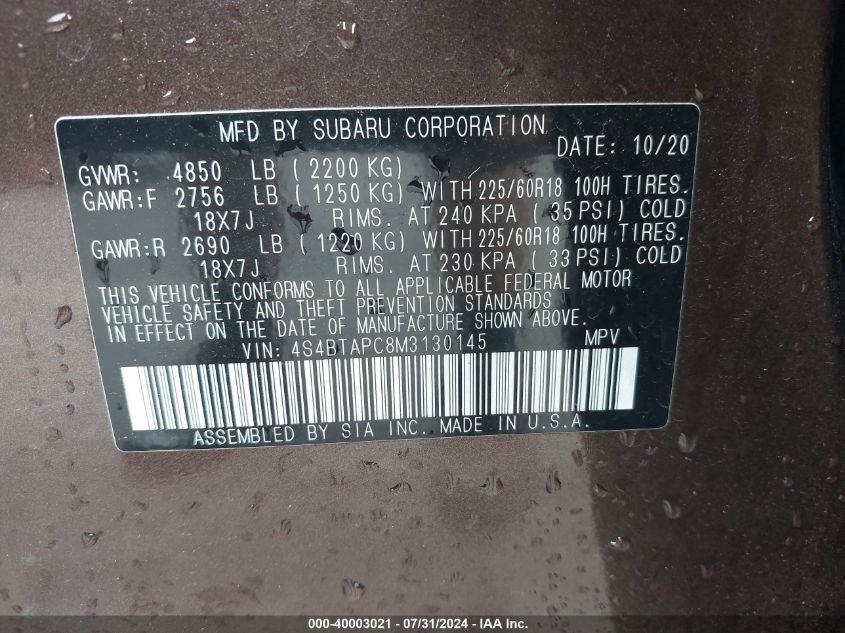 MFD BY SUBARU CORPORATION
DATE: 10/20
GVWR: 4850 LB ( 2200 KG)
GAWR:F 2756 LB ( 1250 KG) WITH 225/60R18 100H TIRES.
18X7J RIMS. AT 240 KPA ( 35 PSI) COLD
GAWR:R 2690 LB ( 1220 KG) WITH 225/60R18 100H TIRES.
18X7J RIMS. AT 230 KPA ( 33 PSI) COLD
THIS VEHICLE CONFORMS TO ALL APPLICABLE FEDERAL MOTOR
VEHICLE SAFETY AND THEFT PREVENTION STANDARDS
IN EFFECT ON THE DATE OF MANUFACTURE SHOWN ABOVE.
VIN: 4S4BTAPC8M3130145 MPV
ASSEMBLED BY SIA INC. MADE IN U.S.A.
000-40003021 - 07/31/2024 - IAA Inc.